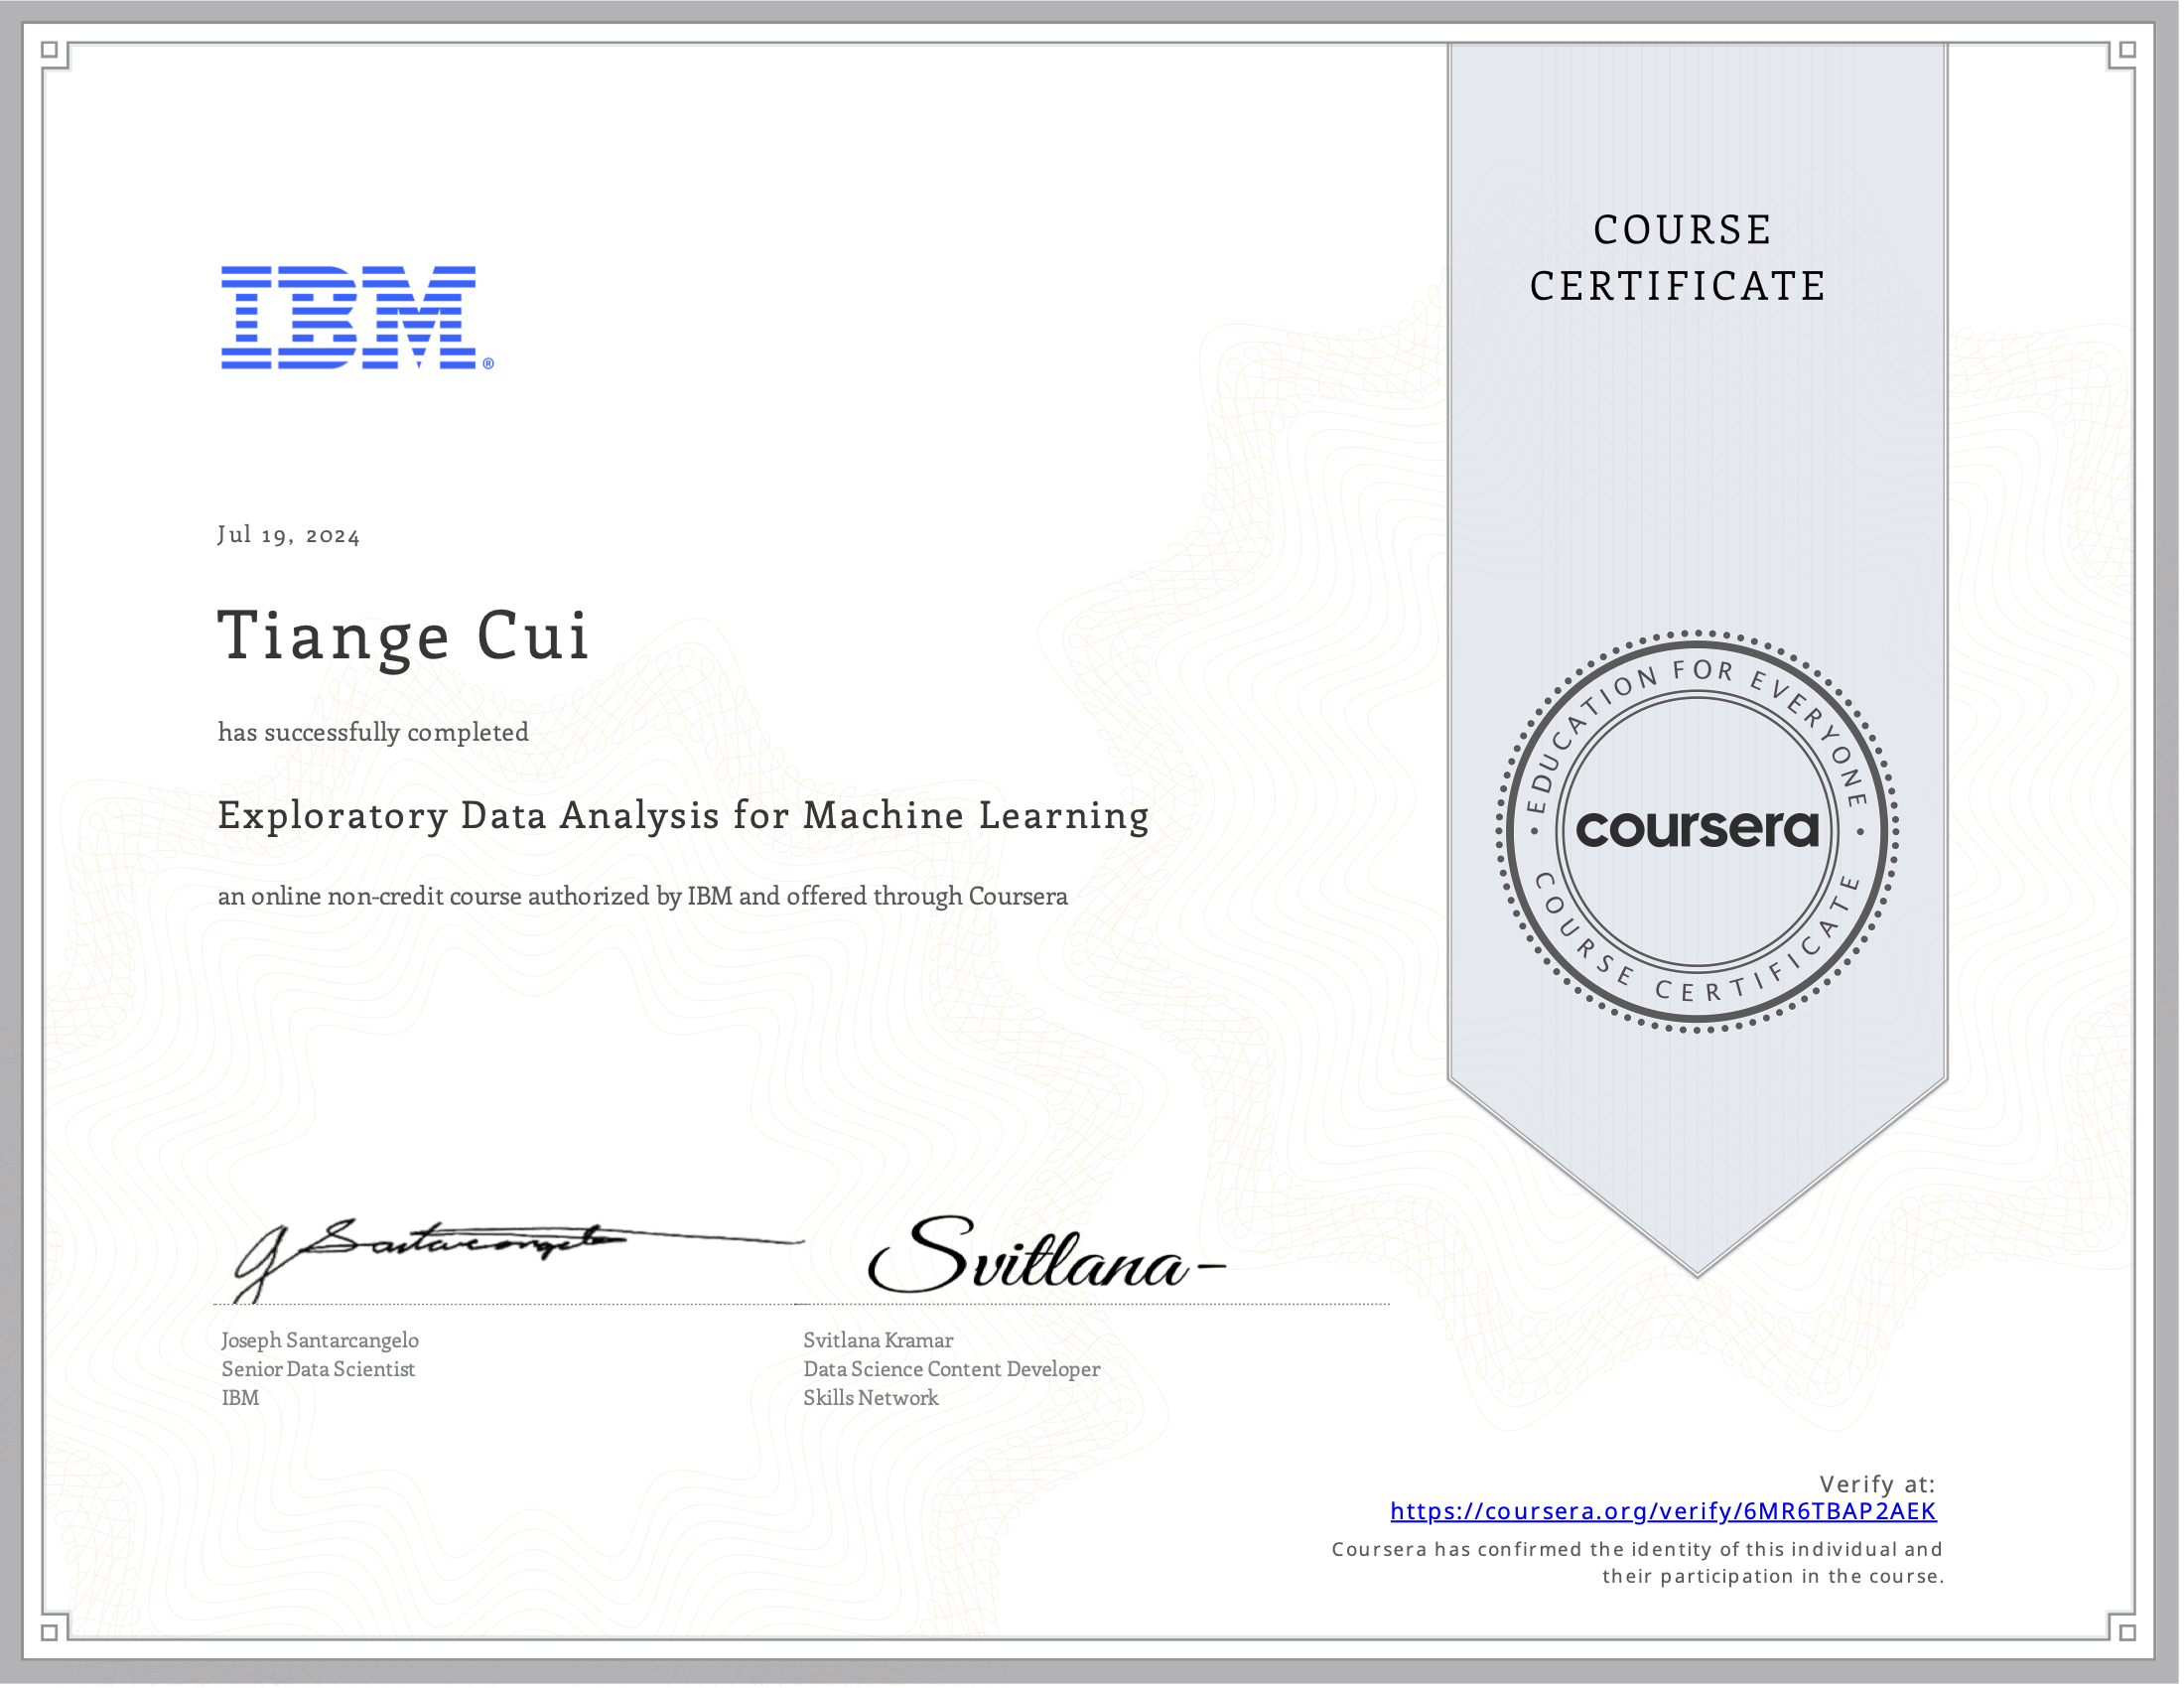 IBM®
Jul 19, 2024
Tiange Cui
has successfully completed
Exploratory Data Analysis for Machine Learning
an online non-credit course authorized by IBM and offered through Coursera
J Santarcangelo
Svitlana-
Joseph Santarcangelo
Senior Data Scientist
IBM
Svitlana Kramar
Data Science Content Developer
Skills Network
COURSE
CERTIFICATE
EDUCATION FOR EVERYONE
coursera
COURSE CERTIFICATE
Verify at:
https://coursera.org/verify/6MR6TBAP2AEK
Coursera has confirmed the identity of this individual and
their participation in the course.